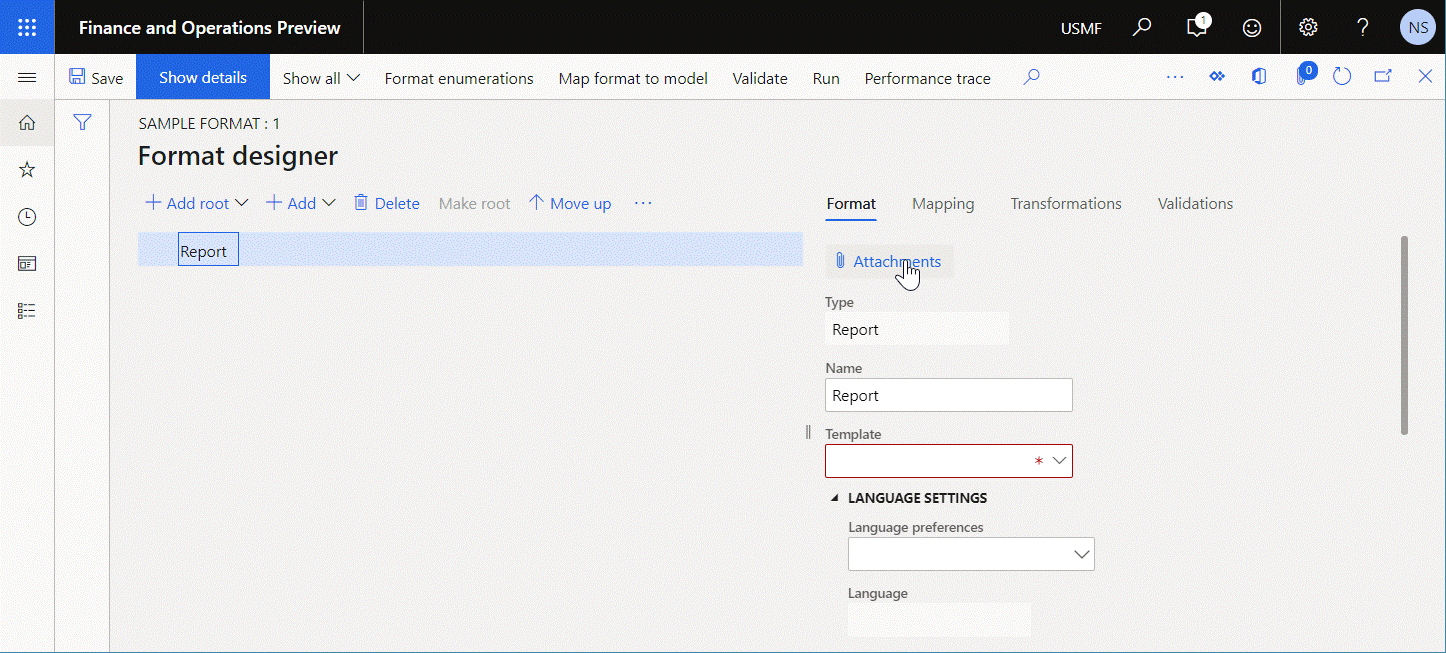 Finance and Operations Preview
USMF
1
NS
Save
Show details
Show all
Format enumerations
Map format to model
Validate
Run
Performance trace
0
SAMPLE FORMAT : 1
Format designer
Add root
Add
Delete
Make root
Move up
Format
Mapping
Transformations
Validations
Report
Attachments
Type
Report
Name
Report
Template
*
LANGUAGE SETTINGS
Language preferences
Language